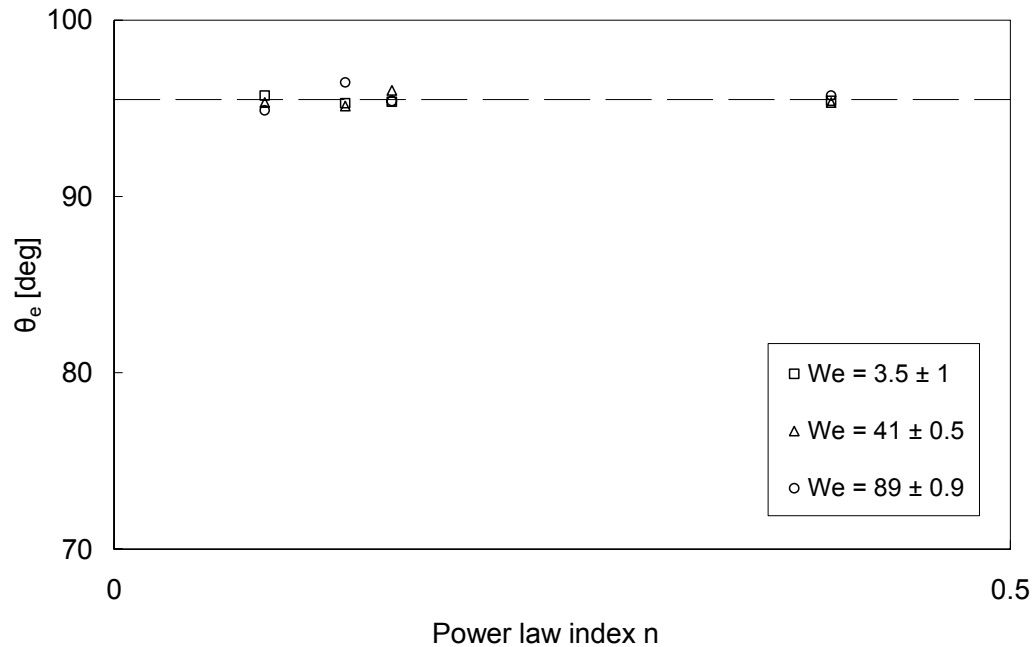 100
90
80
70
θe [deg]
We = 3.5 ± 1
We = 41 ± 0.5
We = 89 ± 0.9
0
0.5
Power law index n